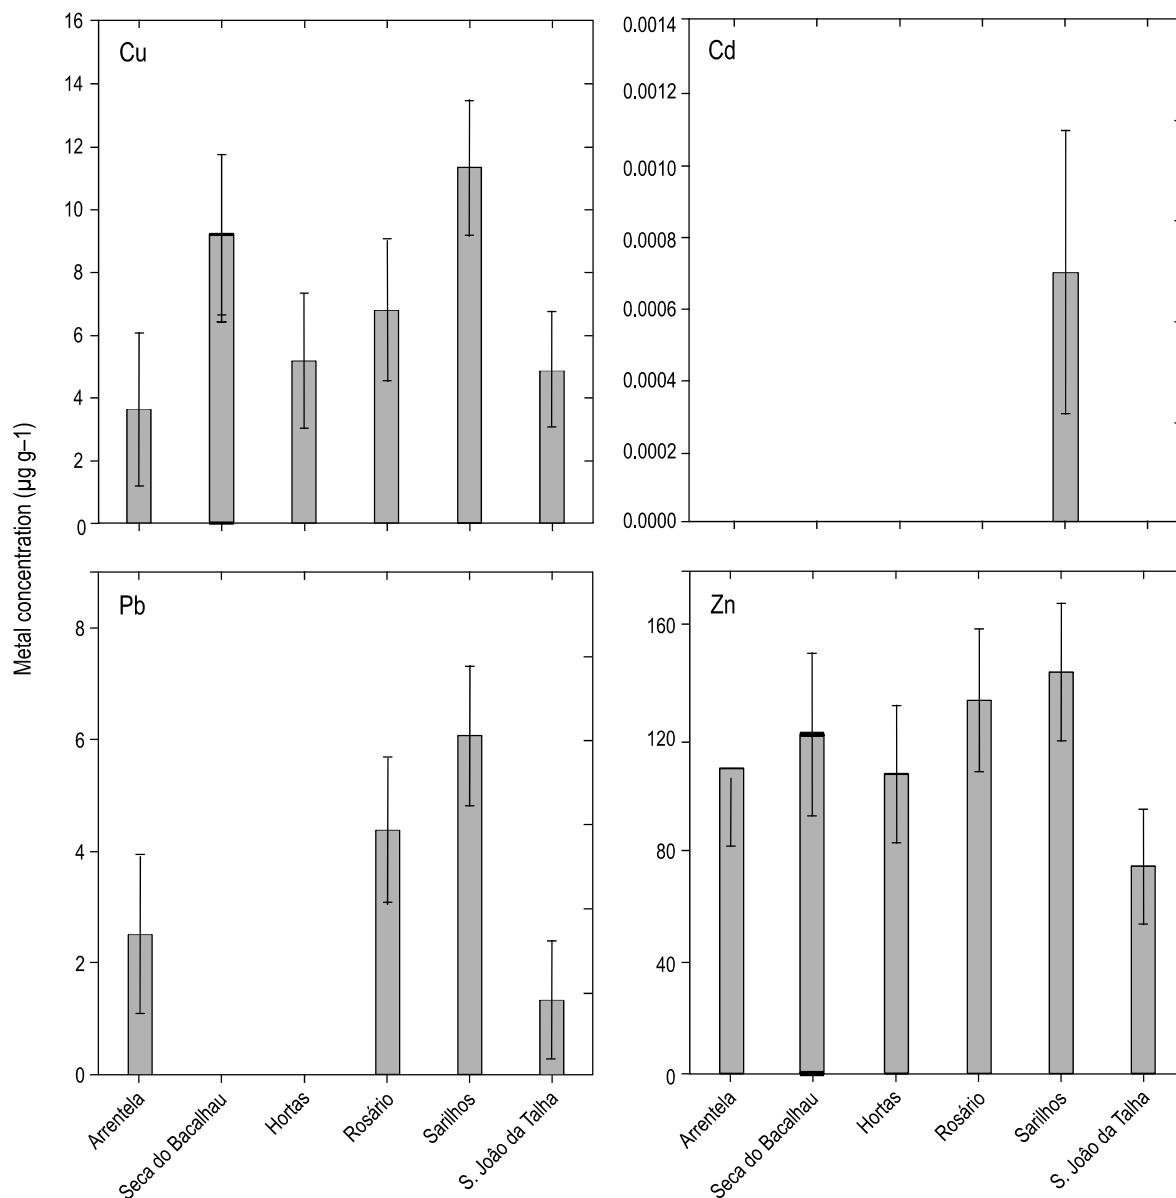 Metal concentration (µg g–1)
Cu
16
14
12
10
8
6
4
2
0
Cd
0.0014
0.0012
0.0010
0.0008
0.0006
0.0004
0.0002
0.0000
Pb
8
6
4
2
0
Arrentela
Seca do Bacalhau
Hortas
Rosário
Sarilhos
S. Joâo da Talha
Zn
160
120
80
40
0
Arrentela
Seca do Bacalhau
Hortas
Rosário
Sarilhos
S. Joâo da Talha